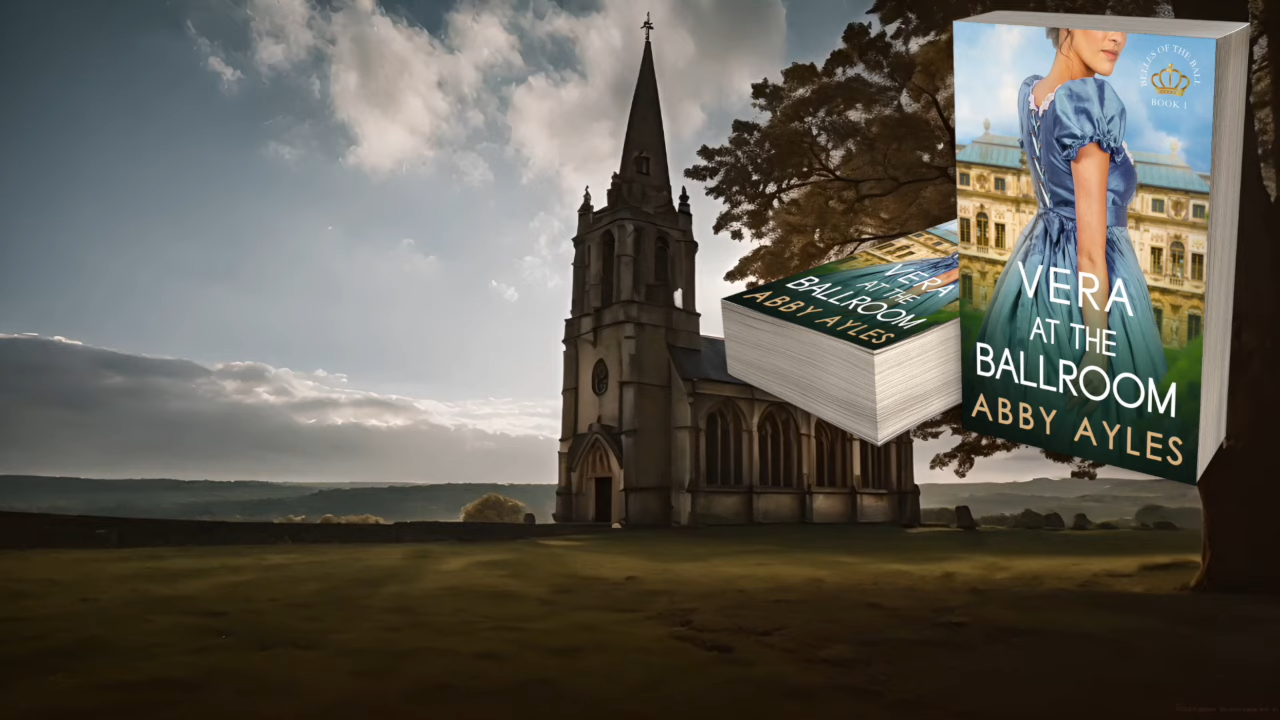 BELLES OF THE BALL
BOOK 1
VERA
AT THE
BALLROOM
ABBY AYLES
VERA
AT THE
BALLROOM
ABBY AYLES